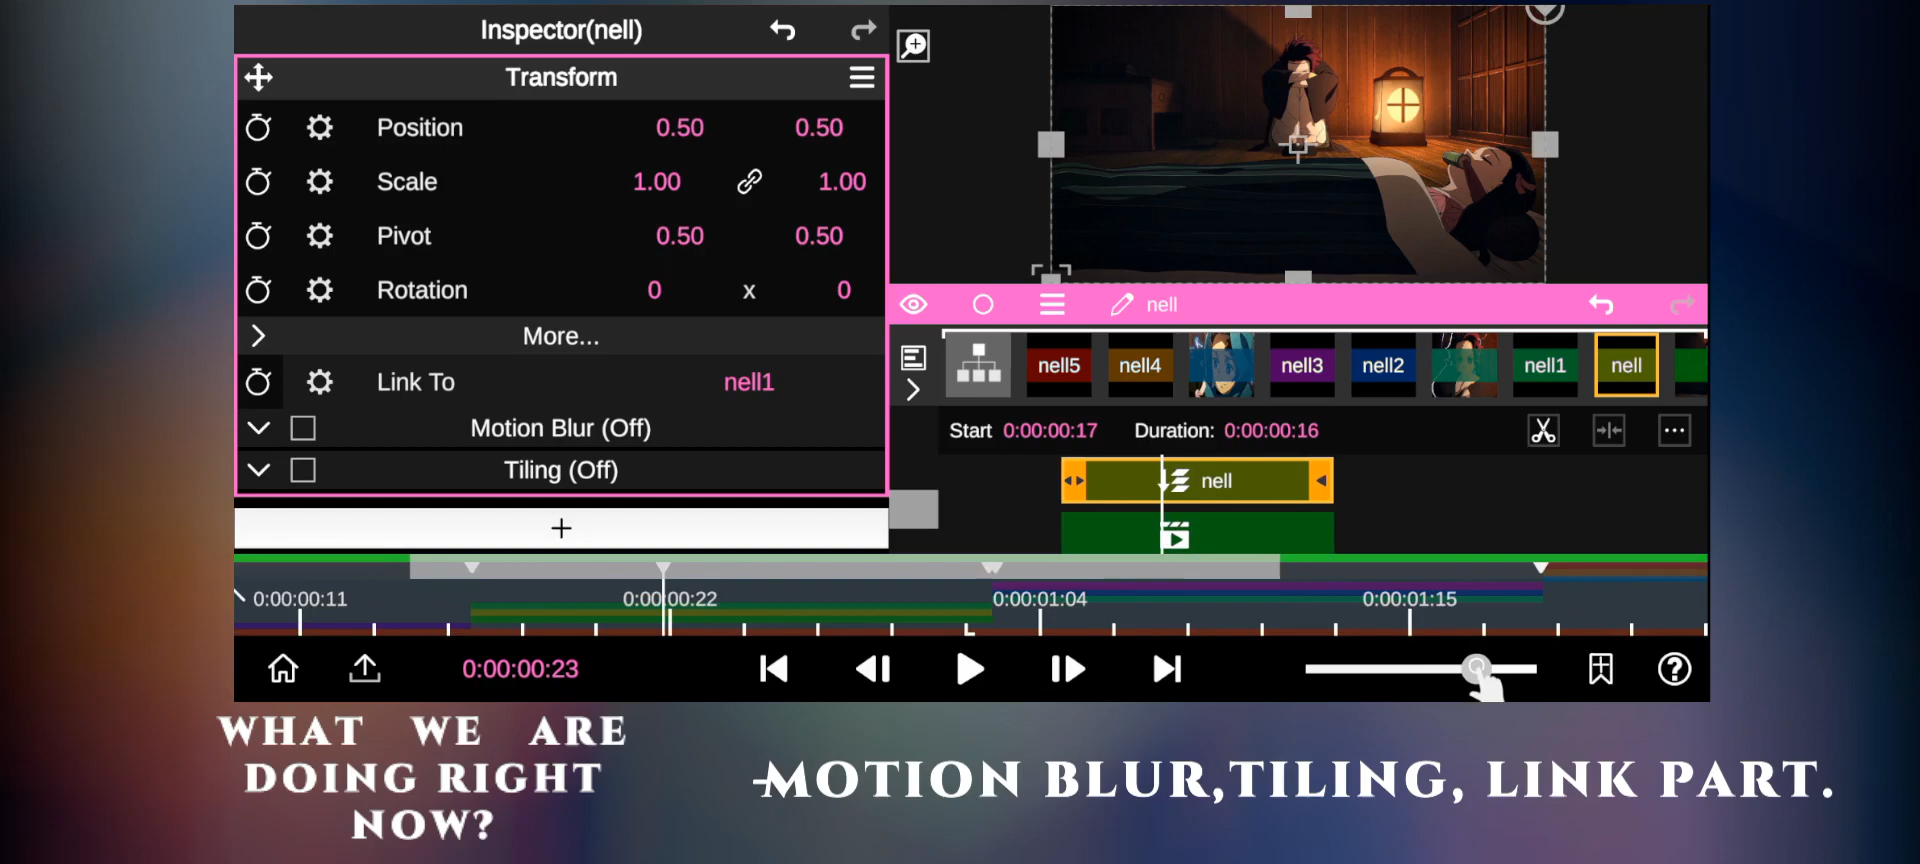 Inspector(nell)
Transform
Position 0.50 0.50
Scale 1.00 1.00
Pivot 0.50 0.50
Rotation 0 x 0
More...
Link To nell1
Motion Blur (Off)
Tiling (Off)
+
nell
nell5 nell4 nell3 nell2 nell1 nell
Start 0:00:00:17 Duration: 0:00:00:16
nell
0:00:00:11 0:00:00:22 0:00:01:04 0:00:01:15
0:00:00:23
WHAT WE ARE
DOING RIGHT
NOW?
MOTION BLUR,TILING, LINK PART.